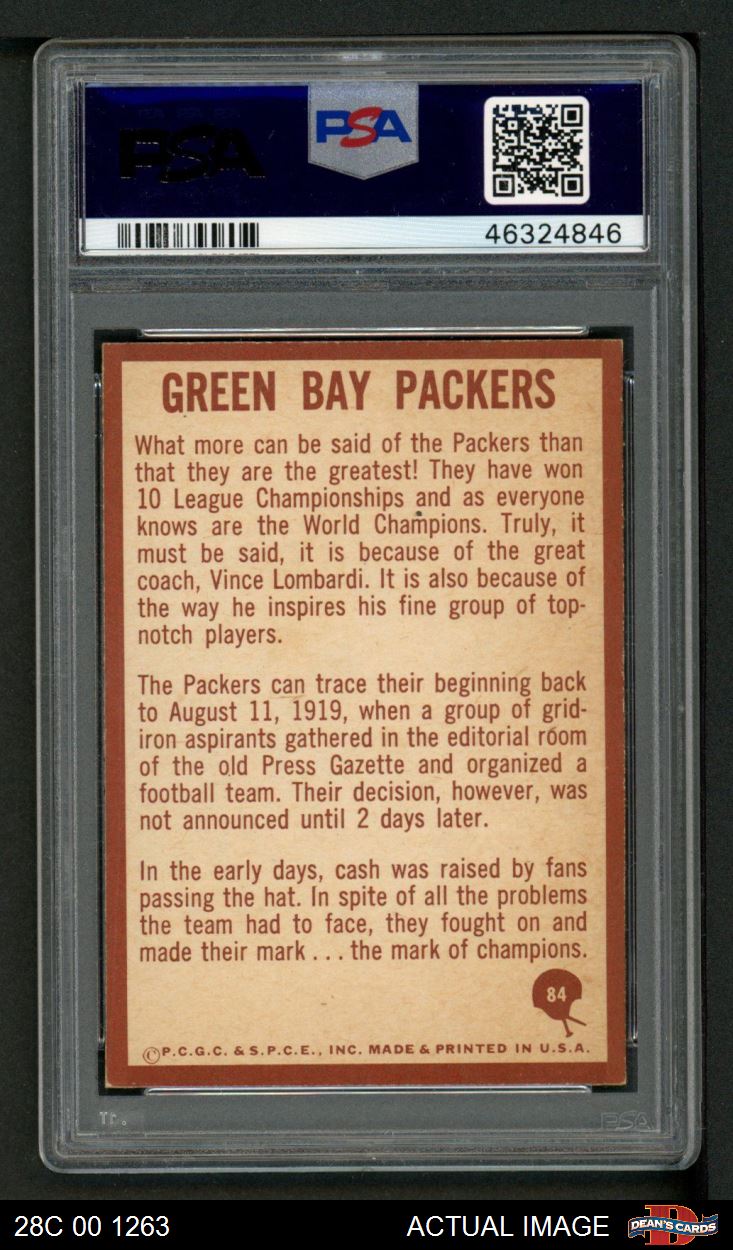 PSA
PSA
46324846
GREEN BAY PACKERS
What more can be said of the Packers than
that they are the greatest! They have won
10 League Championships and as everyone
knows are the World Champions. Truly, it
must be said, it is because of the great
coach, Vince Lombardi. It is also because of
the way he inspires his fine group of top-
notch players.
The Packers can trace their beginning back
to August 11, 1919, when a group of grid-
iron aspirants gathered in the editorial room
of the old Press Gazette and organized a
football team. Their decision, however, was
not announced until 2 days later.
In the early days, cash was raised by fans
passing the hat. In spite of all the problems
the team had to face, they fought on and
made their mark . . . the mark of champions.
84
©P.C.G.C. & S.P.C.E., INC. MADE & PRINTED IN U.S.A.
PSA
28C 00 1263
ACTUAL IMAGE
DEAN'S CARDS